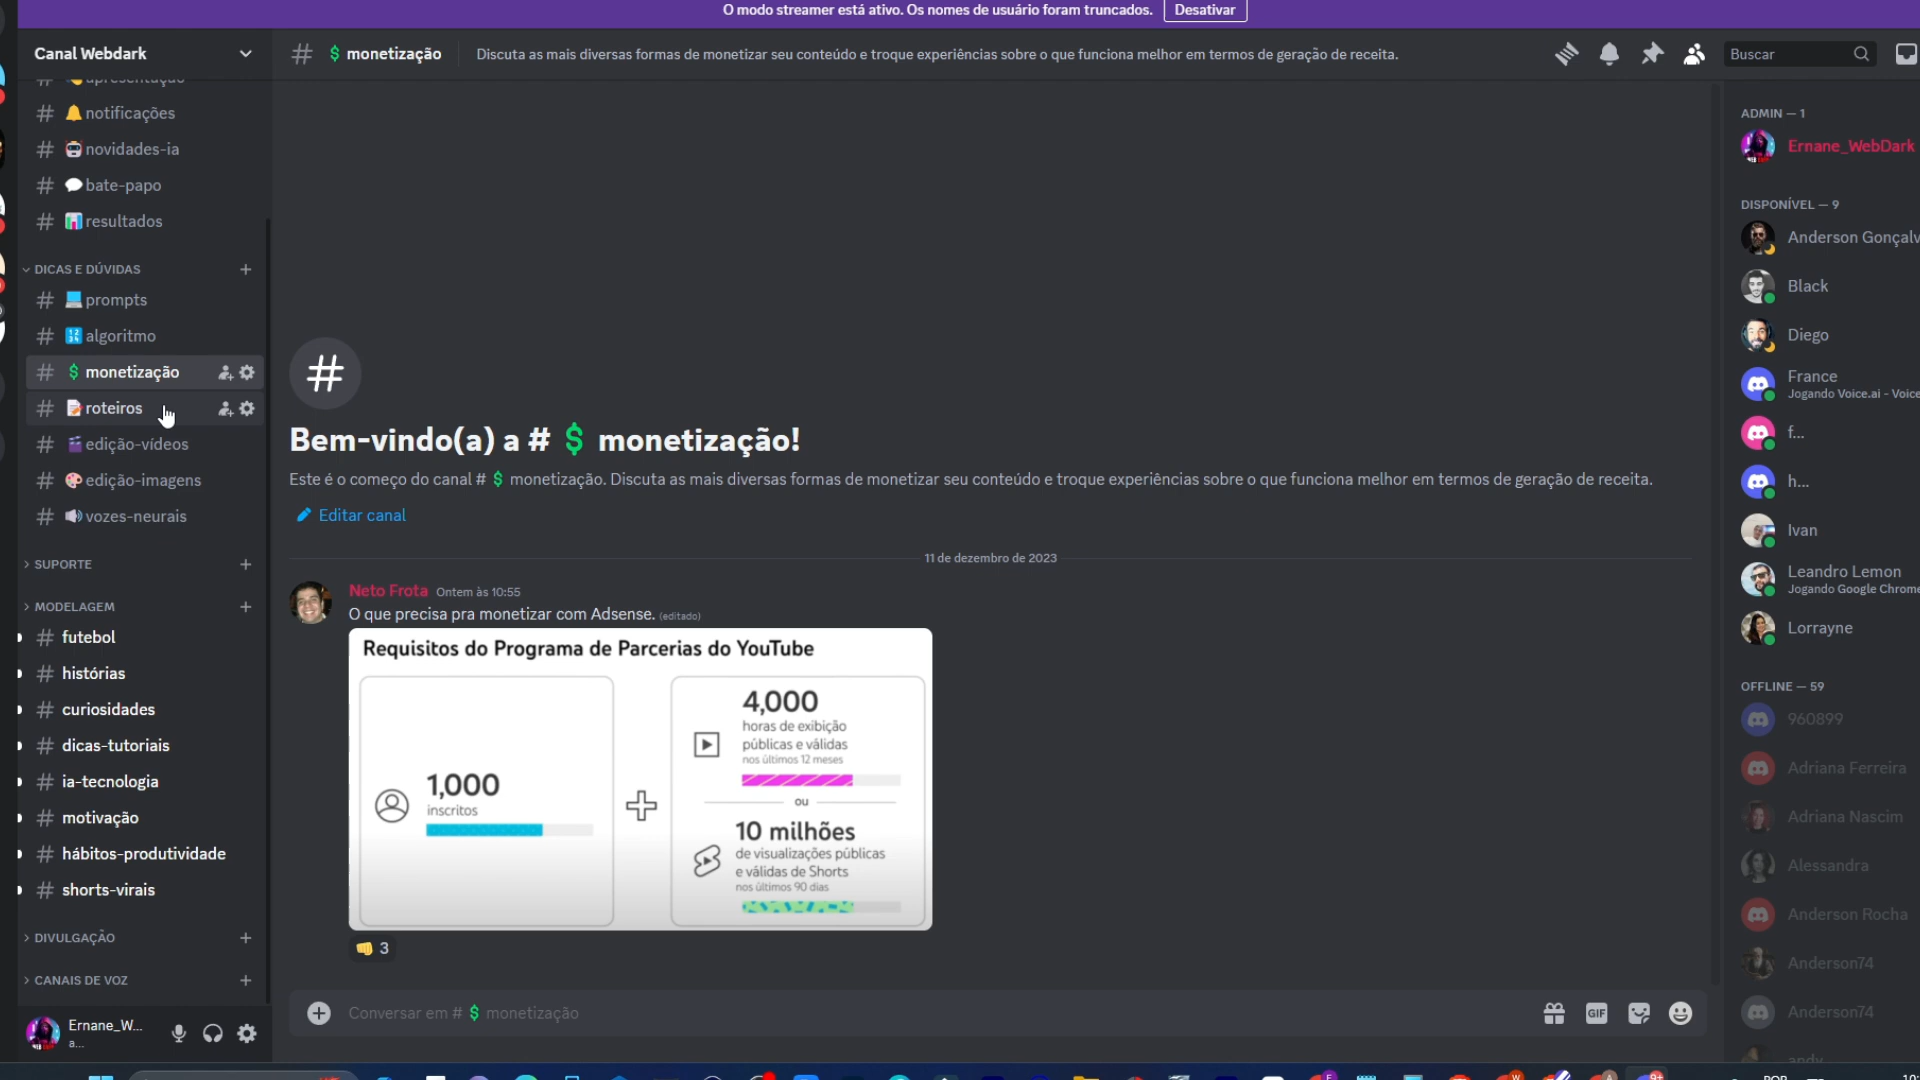 O modo streamer está ativo. Os nomes de usuário foram truncados. Desativar
Canal Webdark
# $ monetização
Discuta as mais diversas formas de monetizar seu conteúdo e troque experiências sobre o que funciona melhor em termos de geração de receita.
Buscar
# apresentação
# notificações
# novidades-ia
# bate-papo
# resultados
DICAS E DÚVIDAS +
# prompts
# algoritmo
# $ monetização
# roteiros
# edição-vídeos
# edição-imagens
# vozes-neurais
> SUPORTE +
> MODELAGEM +
# futebol
# histórias
# curiosidades
# dicas-tutoriais
# ia-tecnologia
# motivação
# hábitos-produtividade
# shorts-virais
> DIVULGAÇÃO +
> CANAIS DE VOZ +
Ernane_W...
a...
#
Bem-vindo(a) a # $ monetização!
Este é o começo do canal # $ monetização. Discuta as mais diversas formas de monetizar seu conteúdo e troque experiências sobre o que funciona melhor em termos de geração de receita.
Editar canal
11 de dezembro de 2023
Neto Frota Ontem às 10:55
O que precisa pra monetizar com Adsense. (editado)
Requisitos do Programa de Parcerias do YouTube
1,000
inscritos
4,000
horas de exibição
públicas e válidas
nos últimos 12 meses
ou
10 milhões
de visualizações públicas
e válidas de Shorts
nos últimos 90 dias
3
Conversar em # $ monetização
GIF
ADMIN — 1
Ernane_WebDark
DISPONÍVEL — 9
Anderson Gonçalv
Black
Diego
France
Jogando Voice.ai - Voice
f...
h...
Ivan
Leandro Lemon
Jogando Google Chrome
Lorrayne
OFFLINE — 59
960899
Adriana Ferreira
Adriana Nascim
Alessandra
Anderson Rocha
Anderson74
Anderson74
andy